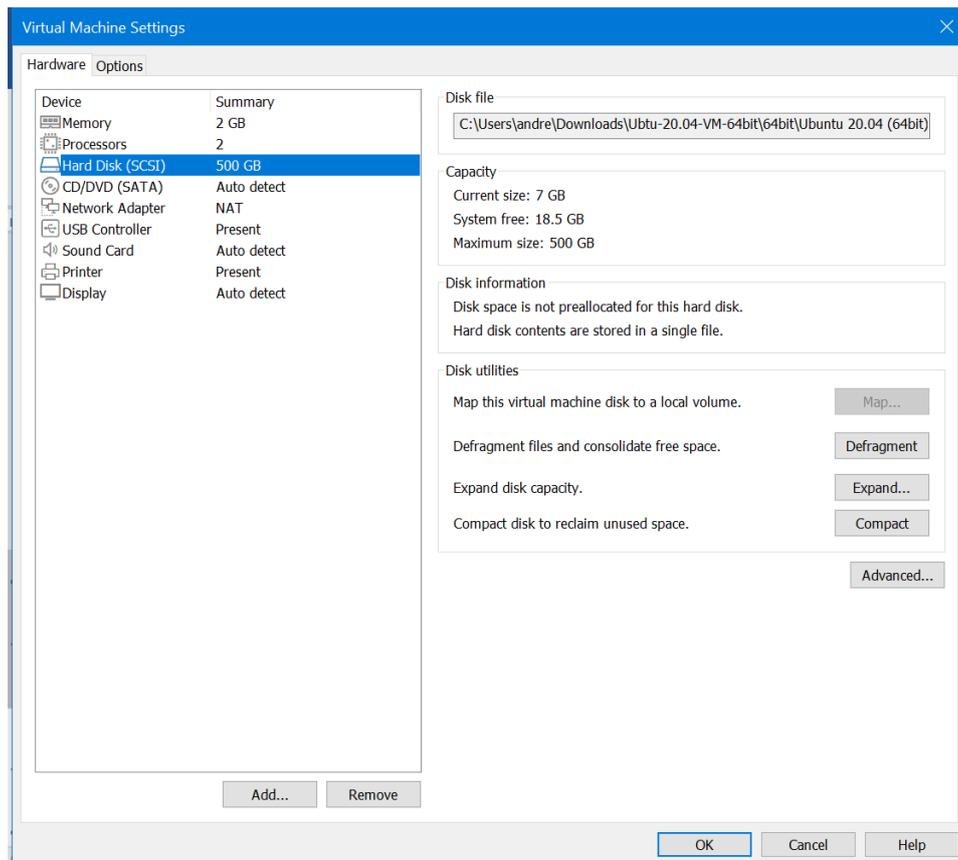 Virtual Machine Settings
Hardware Options
Device Summary
Memory 2 GB
Processors 2
Hard Disk (SCSI) 500 GB
CD/DVD (SATA) Auto detect
Network Adapter NAT
USB Controller Present
Sound Card Auto detect
Printer Present
Display Auto detect
Add... Remove
Disk file
C:\Users\andre\Downloads\Ubtu-20.04-VM-64bit\64bit\Ubuntu 20.04 (64bit)
Capacity
Current size: 7 GB
System free: 18.5 GB
Maximum size: 500 GB
Disk information
Disk space is not preallocated for this hard disk.
Hard disk contents are stored in a single file.
Disk utilities
Map this virtual machine disk to a local volume. Map...
Defragment files and consolidate free space. Defragment
Expand disk capacity. Expand...
Compact disk to reclaim unused space. Compact
Advanced...
OK Cancel Help